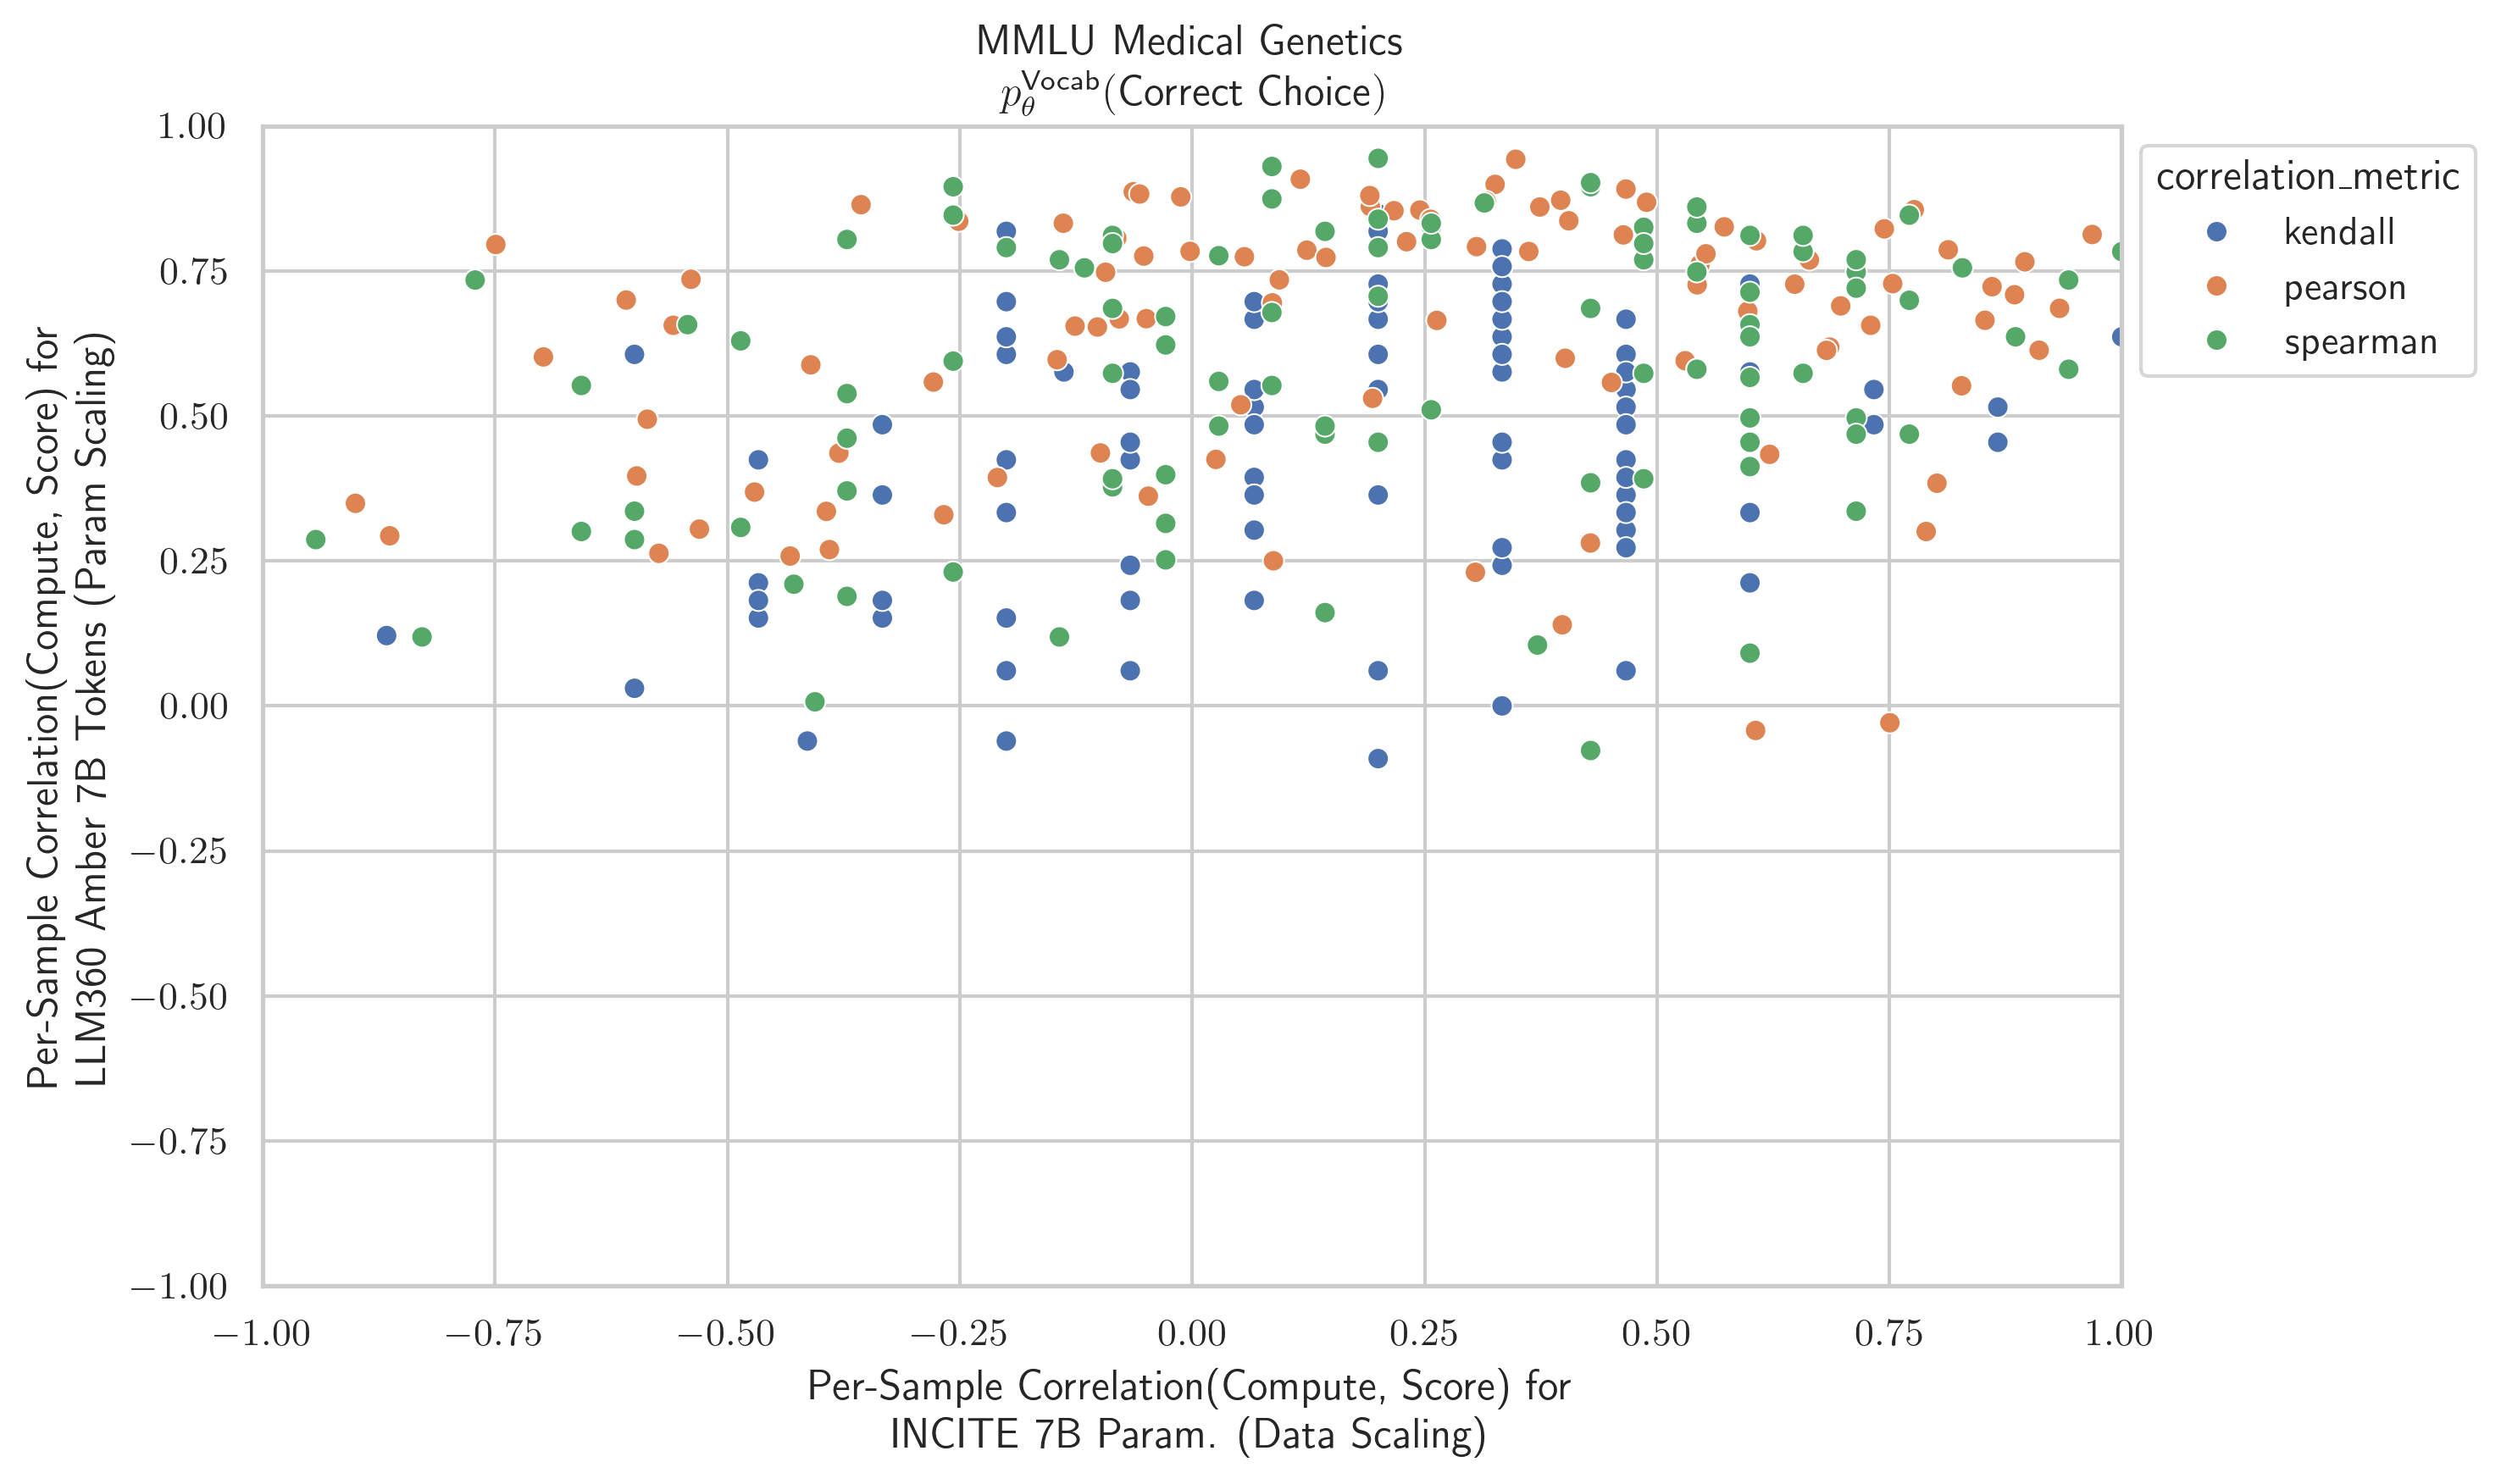 MMLU Medical Genetics
p_θ^Vocab(Correct Choice)
1.00
0.75
0.50
0.25
0.00
−0.25
−0.50
−0.75
−1.00
Per-Sample Correlation(Compute, Score) for
LLM360 Amber 7B Tokens (Param Scaling)
correlation_metric
kendall
pearson
spearman
−1.00
−0.75
−0.50
−0.25
0.00
0.25
0.50
0.75
1.00
Per-Sample Correlation(Compute, Score) for
INCITE 7B Param. (Data Scaling)